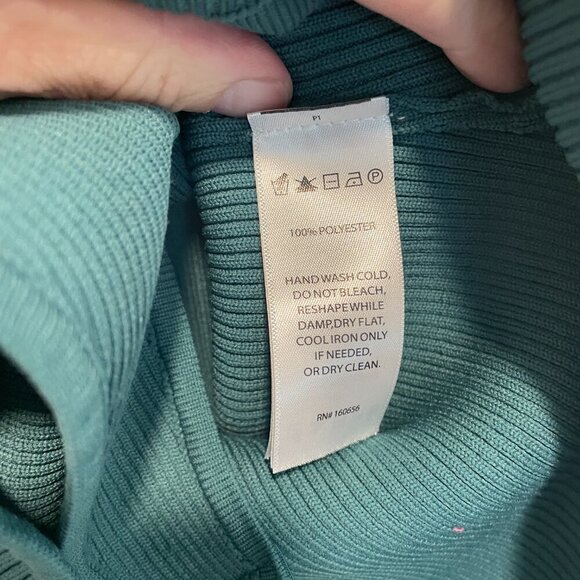 P1
100% POLYESTER
HAND WASH COLD,
DO NOT BLEACH,
RESHAPE WHILE
DAMP,DRY FLAT,
COOL IRON ONLY
IF NEEDED,
OR DRY CLEAN.
RN# 160656